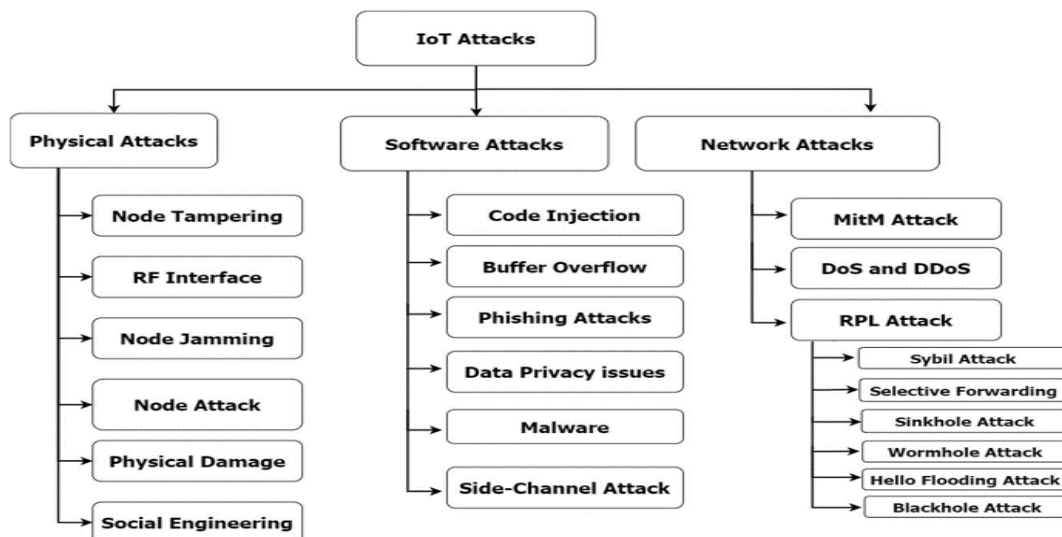 IoT Attacks
Physical Attacks
Software Attacks
Network Attacks
Node Tampering
RF Interface
Node Jamming
Node Attack
Physical Damage
Social Engineering
Code Injection
Buffer Overflow
Phishing Attacks
Data Privacy issues
Malware
Side-Channel Attack
MitM Attack
DoS and DDoS
RPL Attack
Sybil Attack
Selective Forwarding
Sinkhole Attack
Wormhole Attack
Hello Flooding Attack
Blackhole Attack